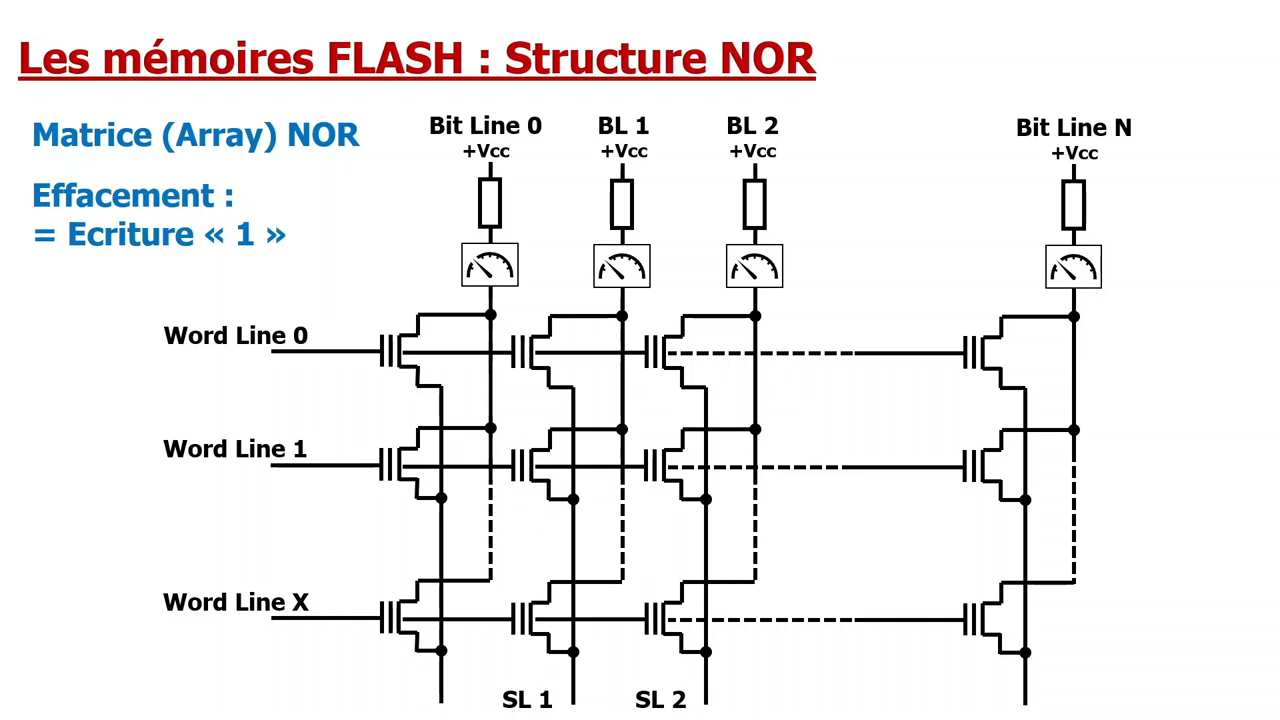 Les mémoires FLASH : Structure NOR
Matrice (Array) NOR
Effacement :
= Ecriture « 1 »
Bit Line 0
+Vcc
BL 1
+Vcc
BL 2
+Vcc
Bit Line N
+Vcc
Word Line 0
Word Line 1
Word Line X
SL 1
SL 2